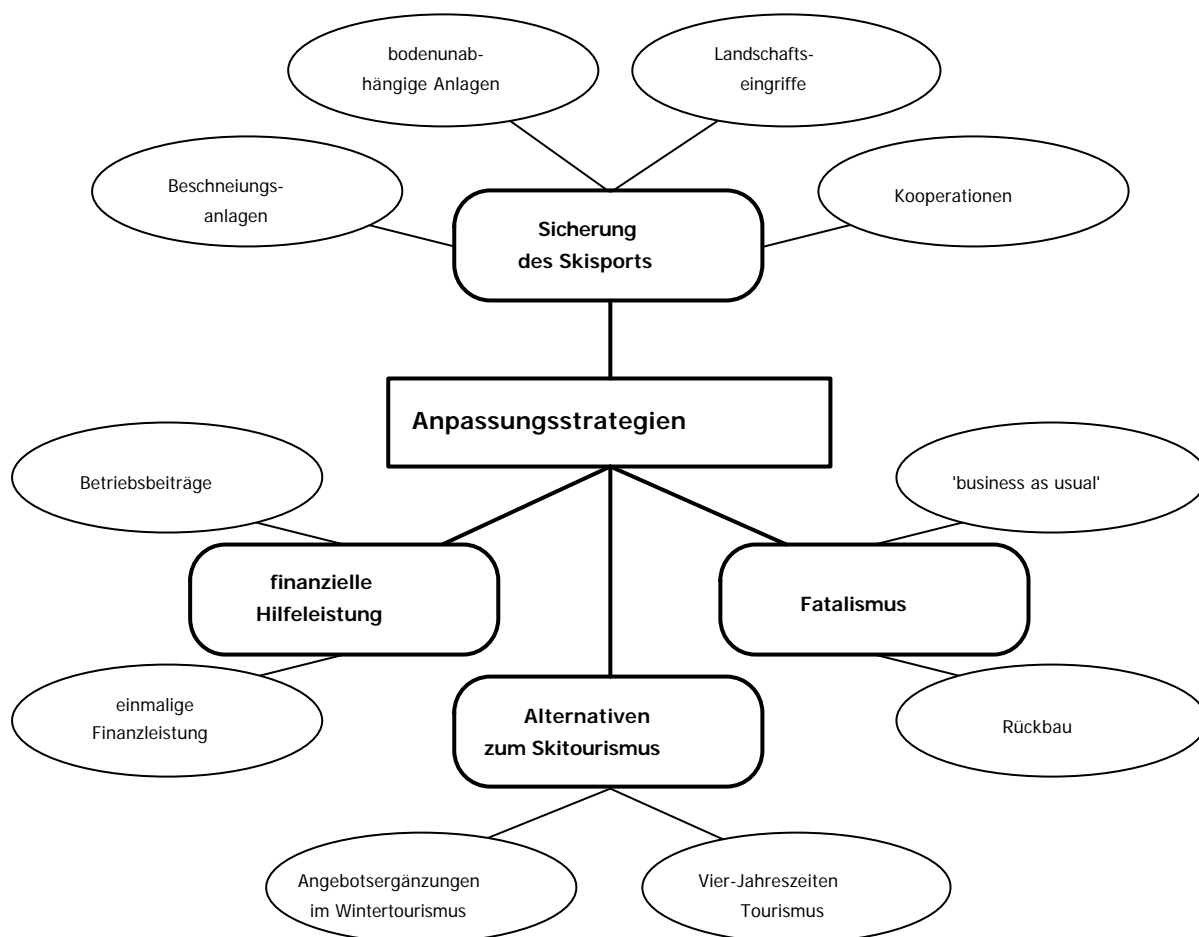 bodenunab-
hängige Anlagen
Landschafts-
eingriffe
Beschneiungs-
anlagen
Kooperationen
Sicherung
des Skisports
Anpassungsstrategien
Betriebsbeiträge
'business as usual'
finanzielle
Hilfeleistung
Fatalismus
einmalige
Finanzleistung
Alternativen
zum Skitourismus
Rückbau
Angebotsergänzungen
im Wintertourismus
Vier-Jahreszeiten
Tourismus